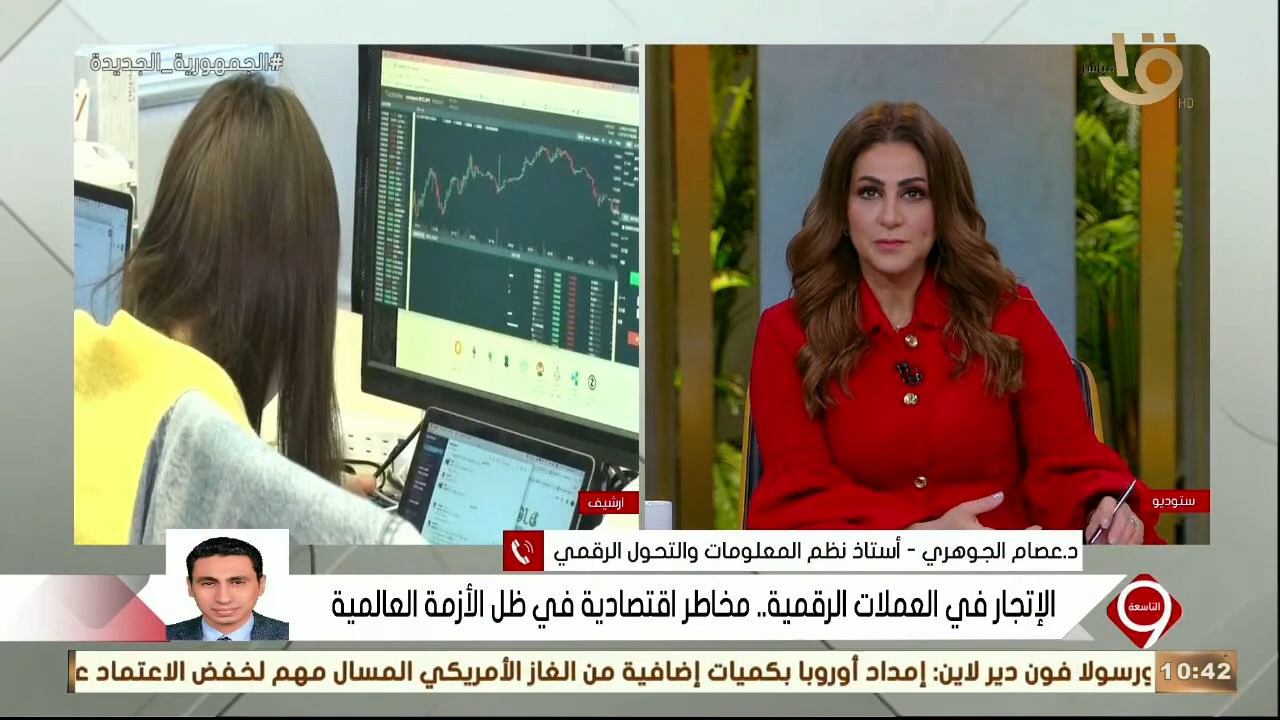 #الجمهورية_الجديدة
مباشر
HD
ارشيف
ستوديو
د.عصام الجوهري - أستاذ نظم المعلومات والتحول الرقمي
الإتجار في العملات الرقمية.. مخاطر اقتصادية في ظل الأزمة العالمية
التاسعة
9
ورسولا فون دير لاين: إمداد أوروبا بكميات إضافية من الغاز الأمريكي المسال مهم لخفض الاعتماد ع
10:42